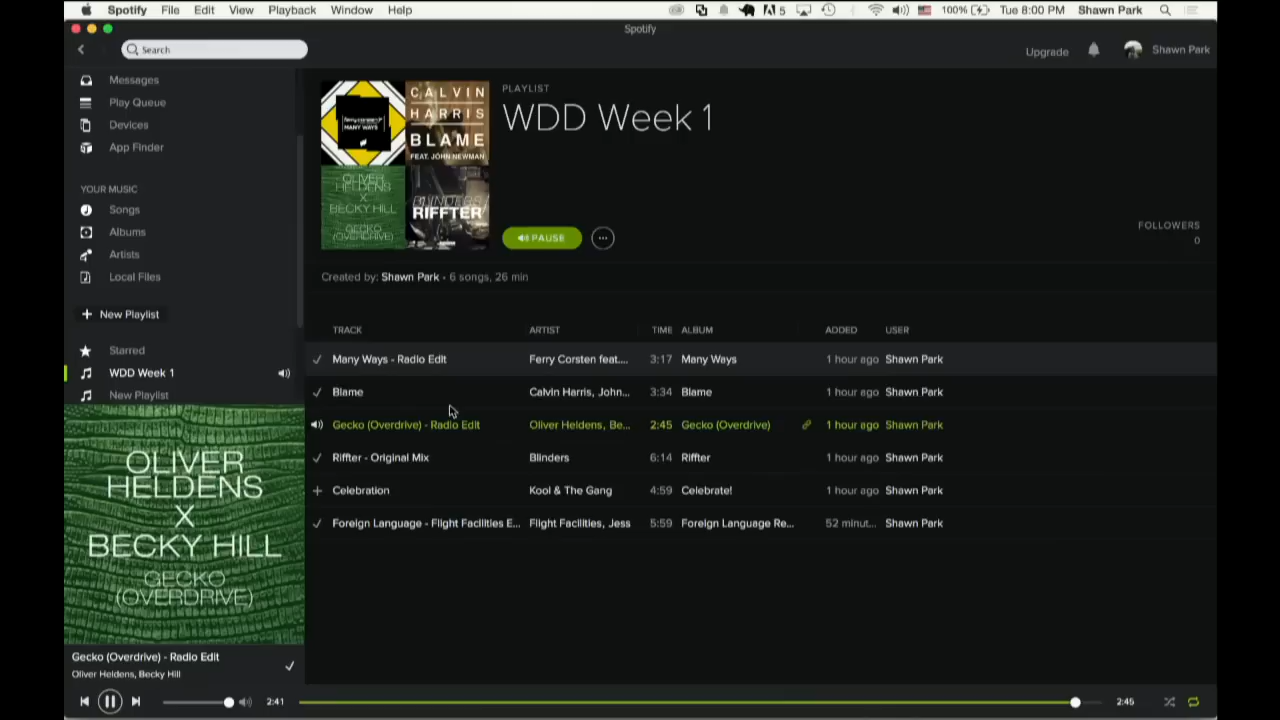 Spotify File Edit View Playback Window Help 5 100% Tue 8:00 PM Shawn Park
Spotify
Search
Upgrade Shawn Park
Messages
Play Queue
Devices
App Finder
YOUR MUSIC
Songs
Albums
Artists
Local Files
New Playlist
Starred
WDD Week 1
New Playlist
OLIVER
HELDENS
X
BECKY HILL
GECKO
(OVERDRIVE)
Gecko (Overdrive) - Radio Edit
Oliver Heldens, Becky Hill
MANY WAYS
CALVIN
HARRIS
BLAME
FEAT. JOHN NEWMAN
OLIVER
HELDENS
X
BECKY HILL
GECKO
(OVERDRIVE)
BLINDERS
RIFFTER
PLAYLIST
WDD Week 1
PAUSE
FOLLOWERS
0
Created by: Shawn Park • 6 songs, 26 min
TRACK ARTIST TIME ALBUM ADDED USER
Many Ways - Radio Edit Ferry Corsten feat.... 3:17 Many Ways 1 hour ago Shawn Park
Blame Calvin Harris, John... 3:34 Blame 1 hour ago Shawn Park
Gecko (Overdrive) - Radio Edit Oliver Heldens, Be... 2:45 Gecko (Overdrive) 1 hour ago Shawn Park
Riffter - Original Mix Blinders 6:14 Riffter 1 hour ago Shawn Park
Celebration Kool & The Gang 4:59 Celebrate! 1 hour ago Shawn Park
Foreign Language - Flight Facilities E... Flight Facilities, Jess 5:59 Foreign Language Re... 52 minut... Shawn Park
2:41 2:45